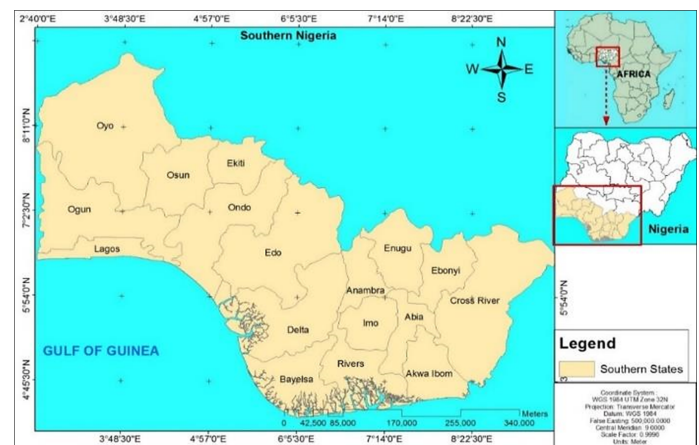 2°40'0"E 3°48'30"E 4°57'0"E 6°5'30"E 7°14'0"E 8°22'30"E
Southern Nigeria
N
W E
S
AFRICA
8°11'0"N
7°2'30"N
5°54'0"N
4°45'30"N
Oyo
Osun
Ekiti
Ogun
Ondo
Lagos
Edo
Enugu
Ebonyi
Anambra
Cross River
Imo
Abia
Delta
Rivers
Bayelsa
Akwa Ibom
GULF OF GUINEA
Nigeria
5°54'0"N
Legend
Southern States
Meters
0 42,500 85,000 170,000 255,000 340,000
3°48'30"E 4°57'0"E 6°5'30"E 7°14'0"E 8°22'30"E
Coordinate System:
WGS 1984 UTM Zone 32N
Projection: Transverse Mercator
Datum: WGS 1984
False Easting: 500,000.0000
Central Meridian: 9.0000
Scale Factor: 0.9996
Units: Meter